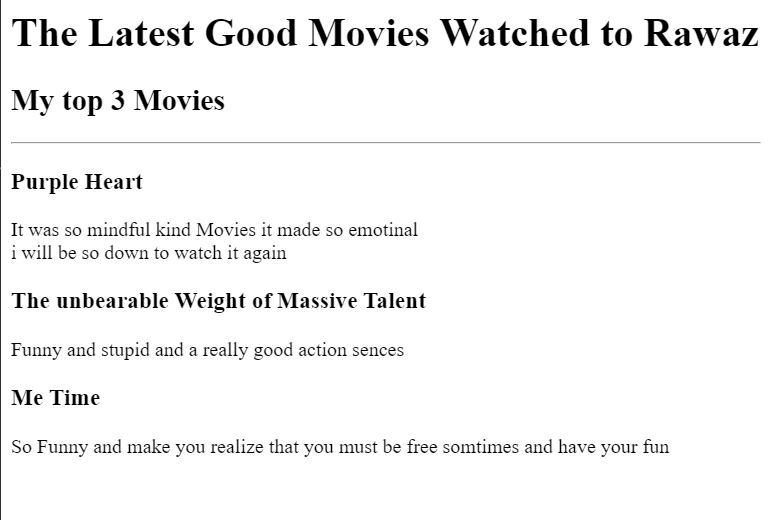 The Latest Good Movies Watched to Rawaz
My top 3 Movies
Purple Heart
It was so mindful kind Movies it made so emotinal
i will be so down to watch it again
The unbearable Weight of Massive Talent
Funny and stupid and a really good action sences
Me Time
So Funny and make you realize that you must be free somtimes and have your fun